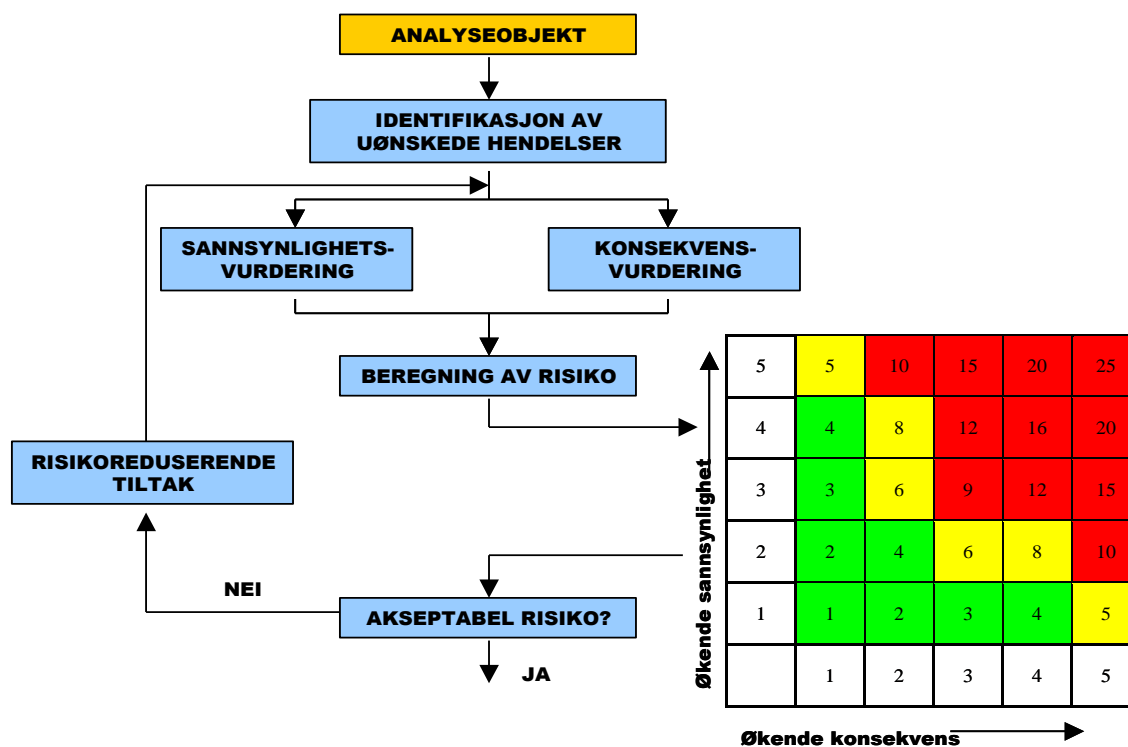 ANALYSEOBJEKT
IDENTIFIKASJON AV
UØNSKEDE HENDELSER
SANNSYNLIGHETS-
VURDERING
KONSEKVENS-
VURDERING
BEREGNING AV RISIKO
RISIKOREDUSERENDE
TILTAK
NEI
AKSEPTABEL RISIKO?
JA
Økende sannsynlighet
5 5 10 15 20 25
4 4 8 12 16 20
3 3 6 9 12 15
2 2 4 6 8 10
1 1 2 3 4 5
1 2 3 4 5
Økende konsekvens